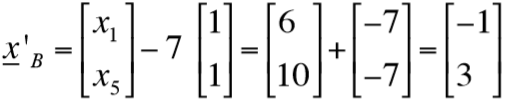 x'_B = [x_1; x_5] − 7 [1; 1] = [6; 10] + [−7; −7] = [−1; 3]